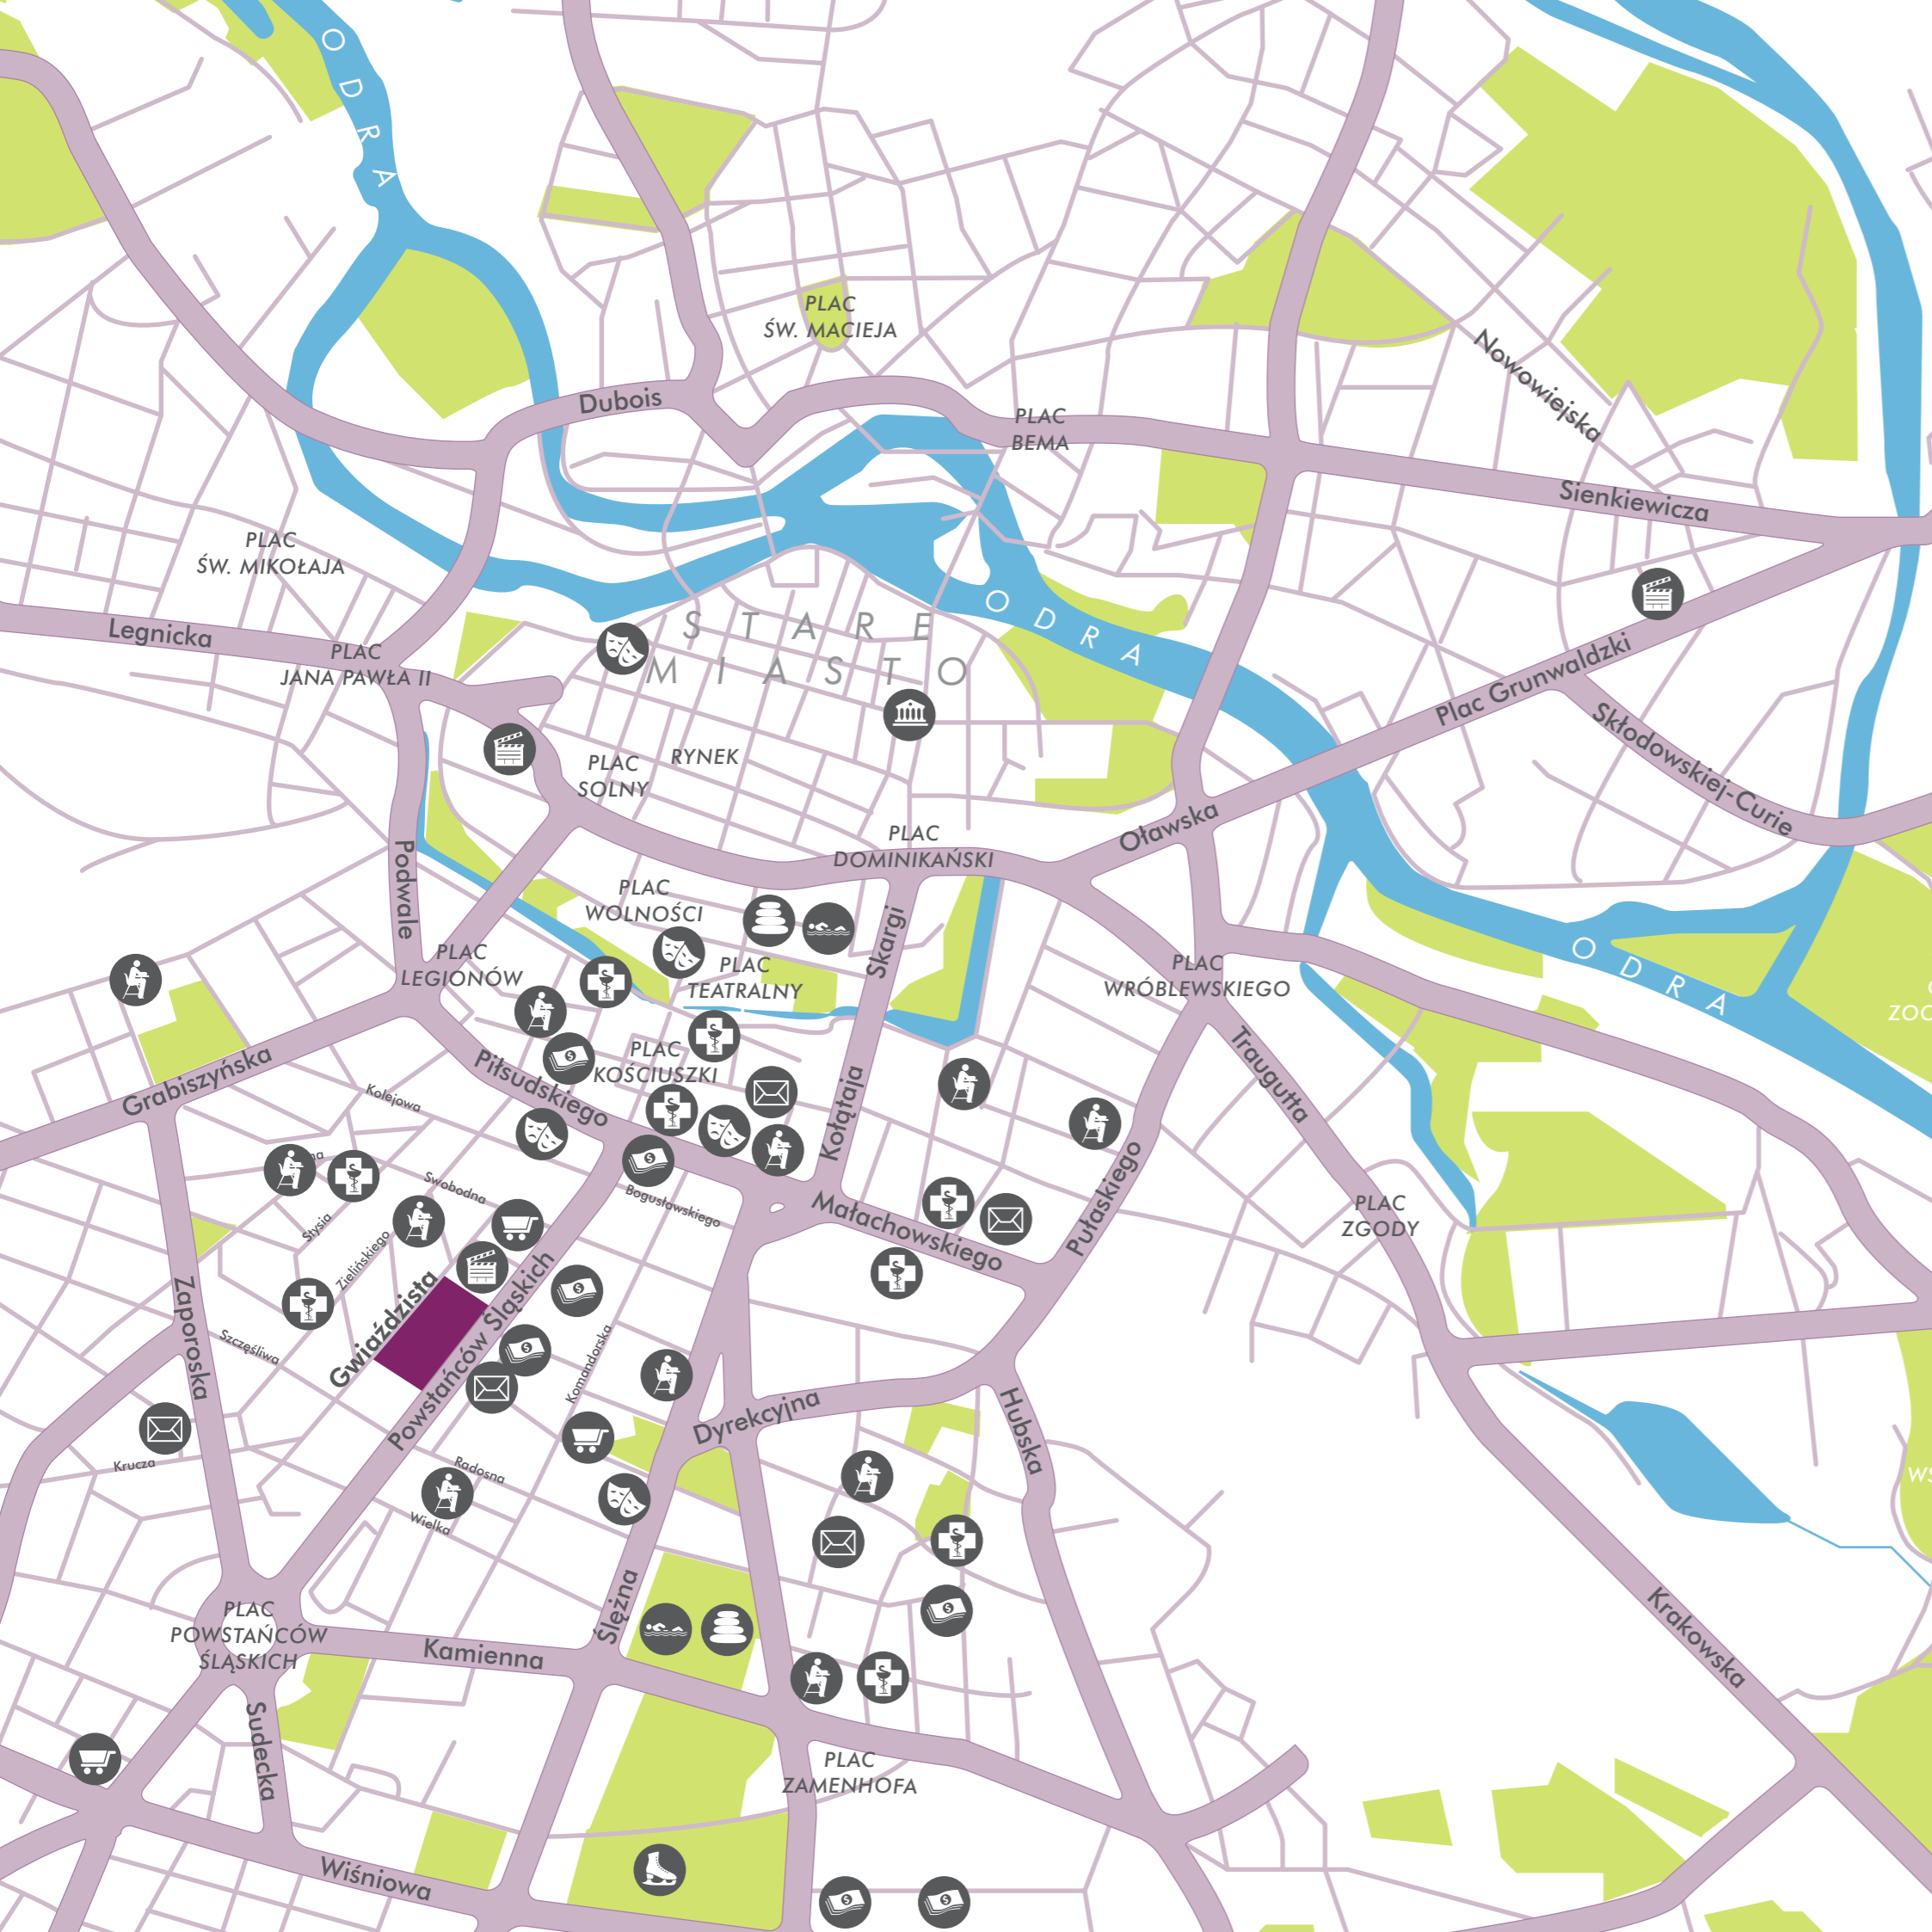 ODRA
PLAC
ŚW. MACIEJA
Nowowiejska
Dubois
PLAC
BEMA
Sienkiewicza
PLAC
ŚW. MIKOŁAJA
ODRA
Legnicka
STARE
MIASTO
PLAC
JANA PAWŁA II
Plac Grunwaldzki
Skłodowskiej-Curie
RYNEK
PLAC
SOLNY
Oławska
PLAC
DOMINIKAŃSKI
Podwale
PLAC
WOLNOŚCI
Skargi
ODRA
PLAC
LEGIONÓW
PLAC
TEATRALNY
PLAC
WRÓBLEWSKIEGO
ZOO
Traugutta
PLAC
KOŚCIUSZKI
Piłsudskiego
Grabiszyńska
Kolejowa
Kołątaja
Swobodna
Bogusławskiego
Małachowskiego
Pułaskiego
PLAC
ZGODY
Stysia
Zielińskiego
Gwiaździsta
Powstańców Śląskich
Zaporoska
Szczęśliwa
Komandorska
Dyrekcyjna
Hubska
Krucza
Radosna
Wielka
Ślężna
Krakowska
PLAC
POWSTAŃCÓW
ŚLĄSKICH
Kamienna
Sudecka
PLAC
ZAMENHOFA
Wiśniowa